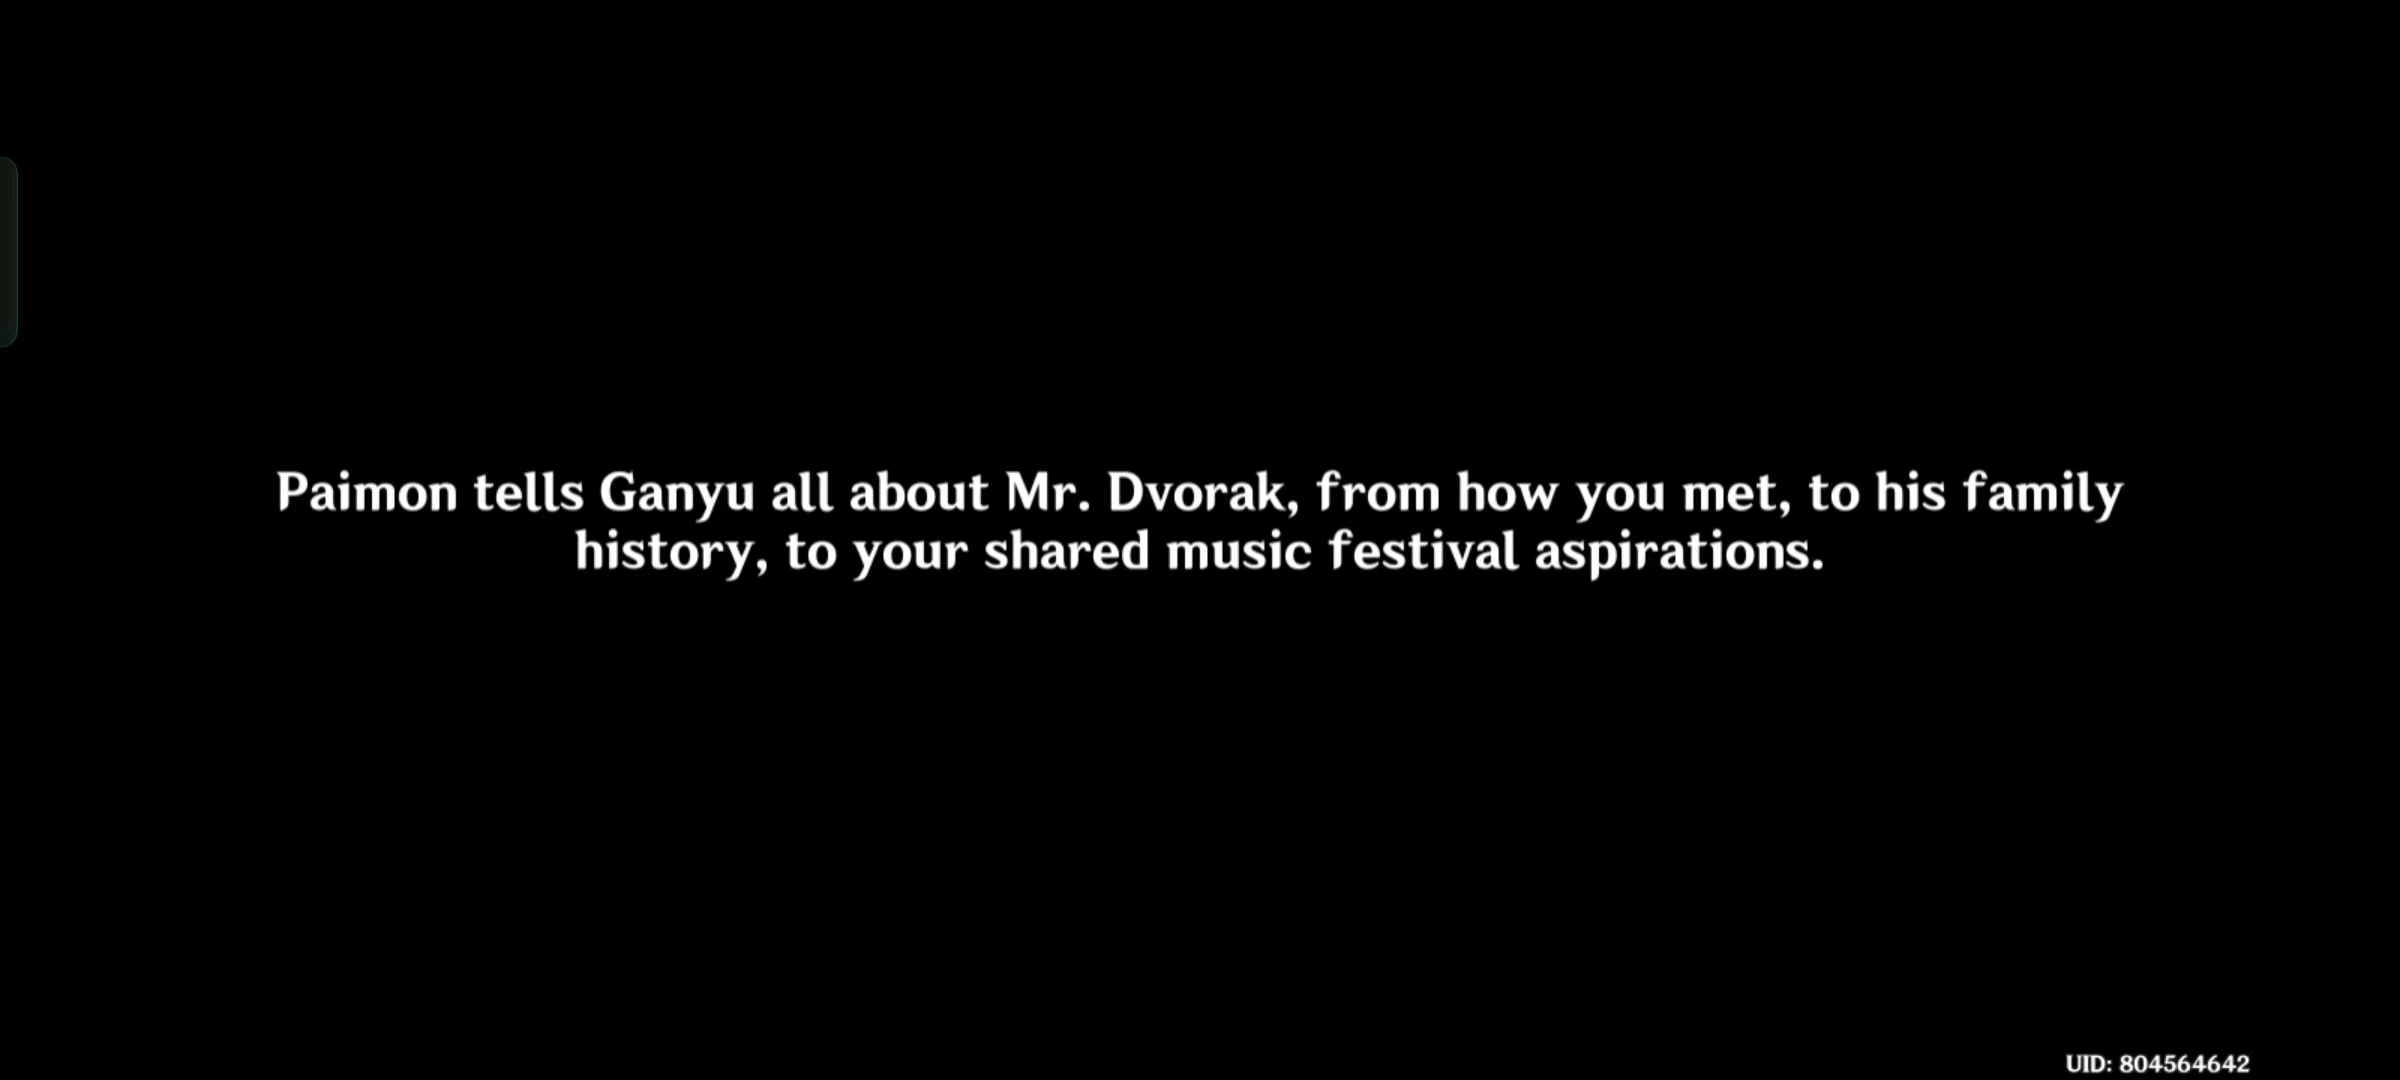 Paimon tells Ganyu all about Mr. Dvorak, from how you met, to his family
history, to your shared music festival aspirations.
UID: 804564642